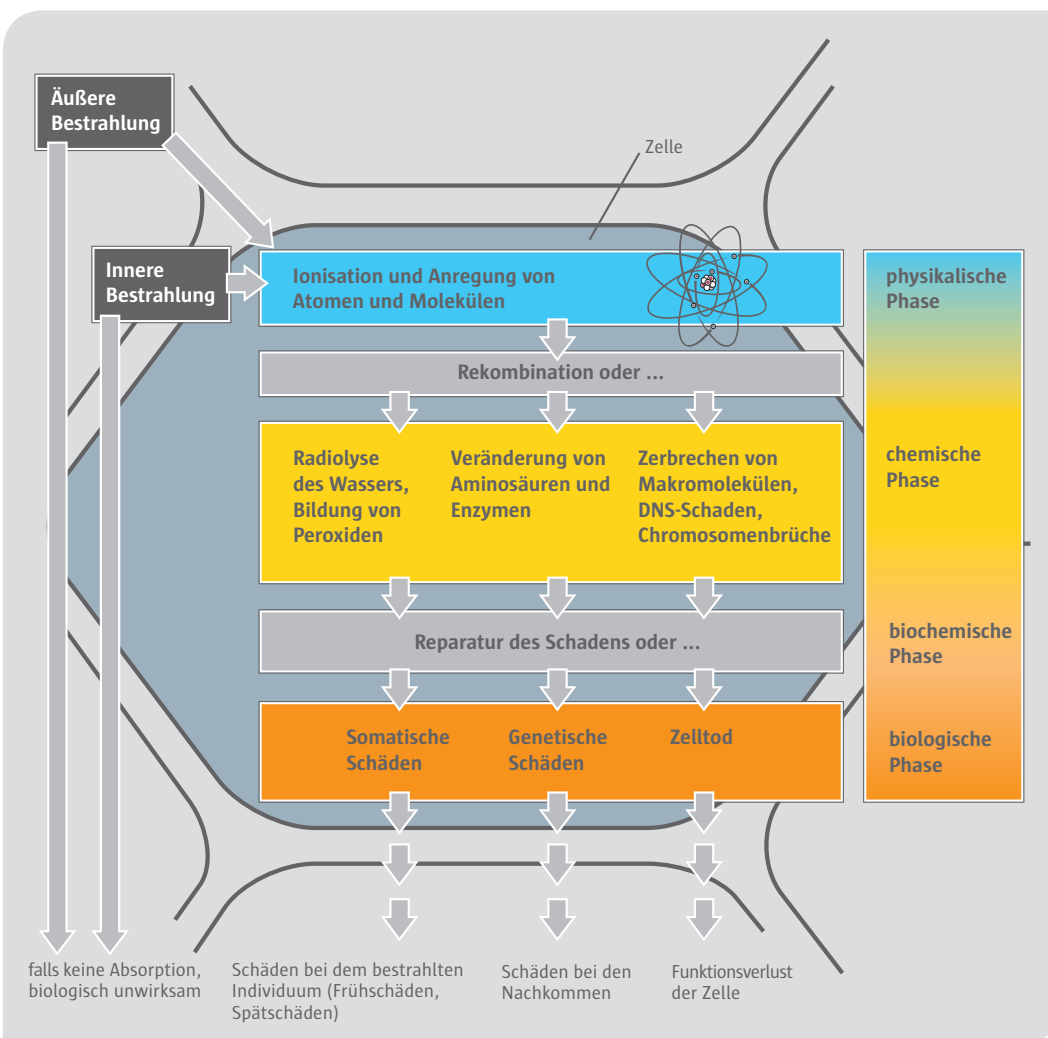 Äußere
Bestrahlung
Zelle
Innere
Bestrahlung
Ionisation und Anregung von
Atomen und Molekülen
physikalische
Phase
Rekombination oder ...
Radiolyse
des Wassers,
Bildung von
Peroxiden
Veränderung von
Aminosäuren und
Enzymen
Zerbrechen von
Makromolekülen,
DNS-Schaden,
Chromosomenbrüche
chemische
Phase
Reparatur des Schadens oder ...
biochemische
Phase
Somatische
Schäden
Genetische
Schäden
Zelltod
biologische
Phase
falls keine Absorption,
biologisch unwirksam
Schäden bei dem bestrahlten
Individuum (Frühschäden,
Spätschäden)
Schäden bei den
Nachkommen
Funktionsverlust
der Zelle